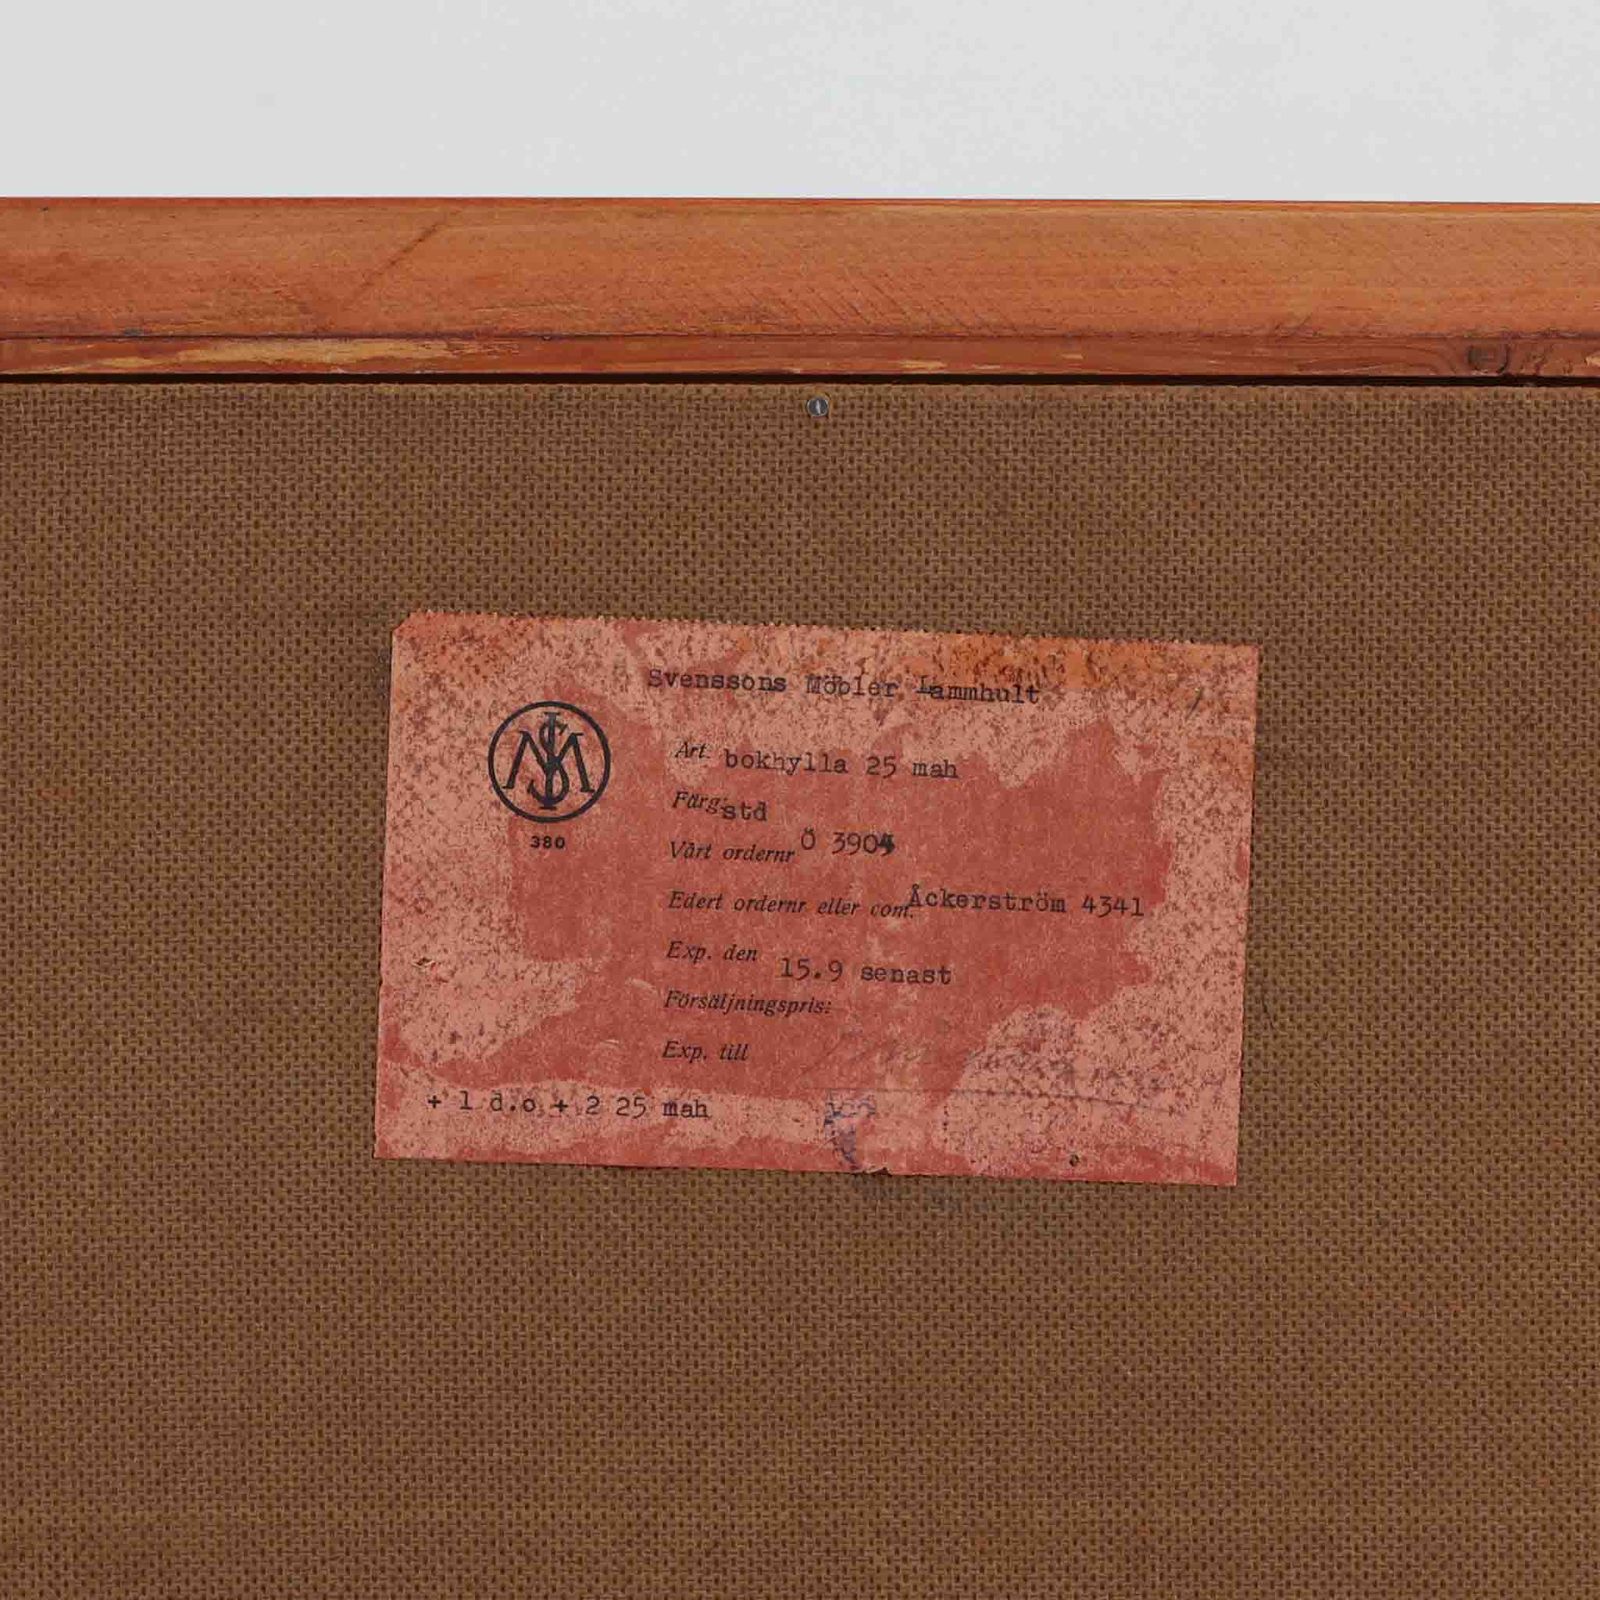 Svenssons Möbler Lammhult
SMI
380
Art. bokhylla 25 mah
Färg: std
Vårt ordernr Ö 3904
Edert ordernr eller com. Åckerström 4341
Exp. den 15.9 senast
Försäljningspris:
Exp. till
+ 1 d.o + 2 25 mah